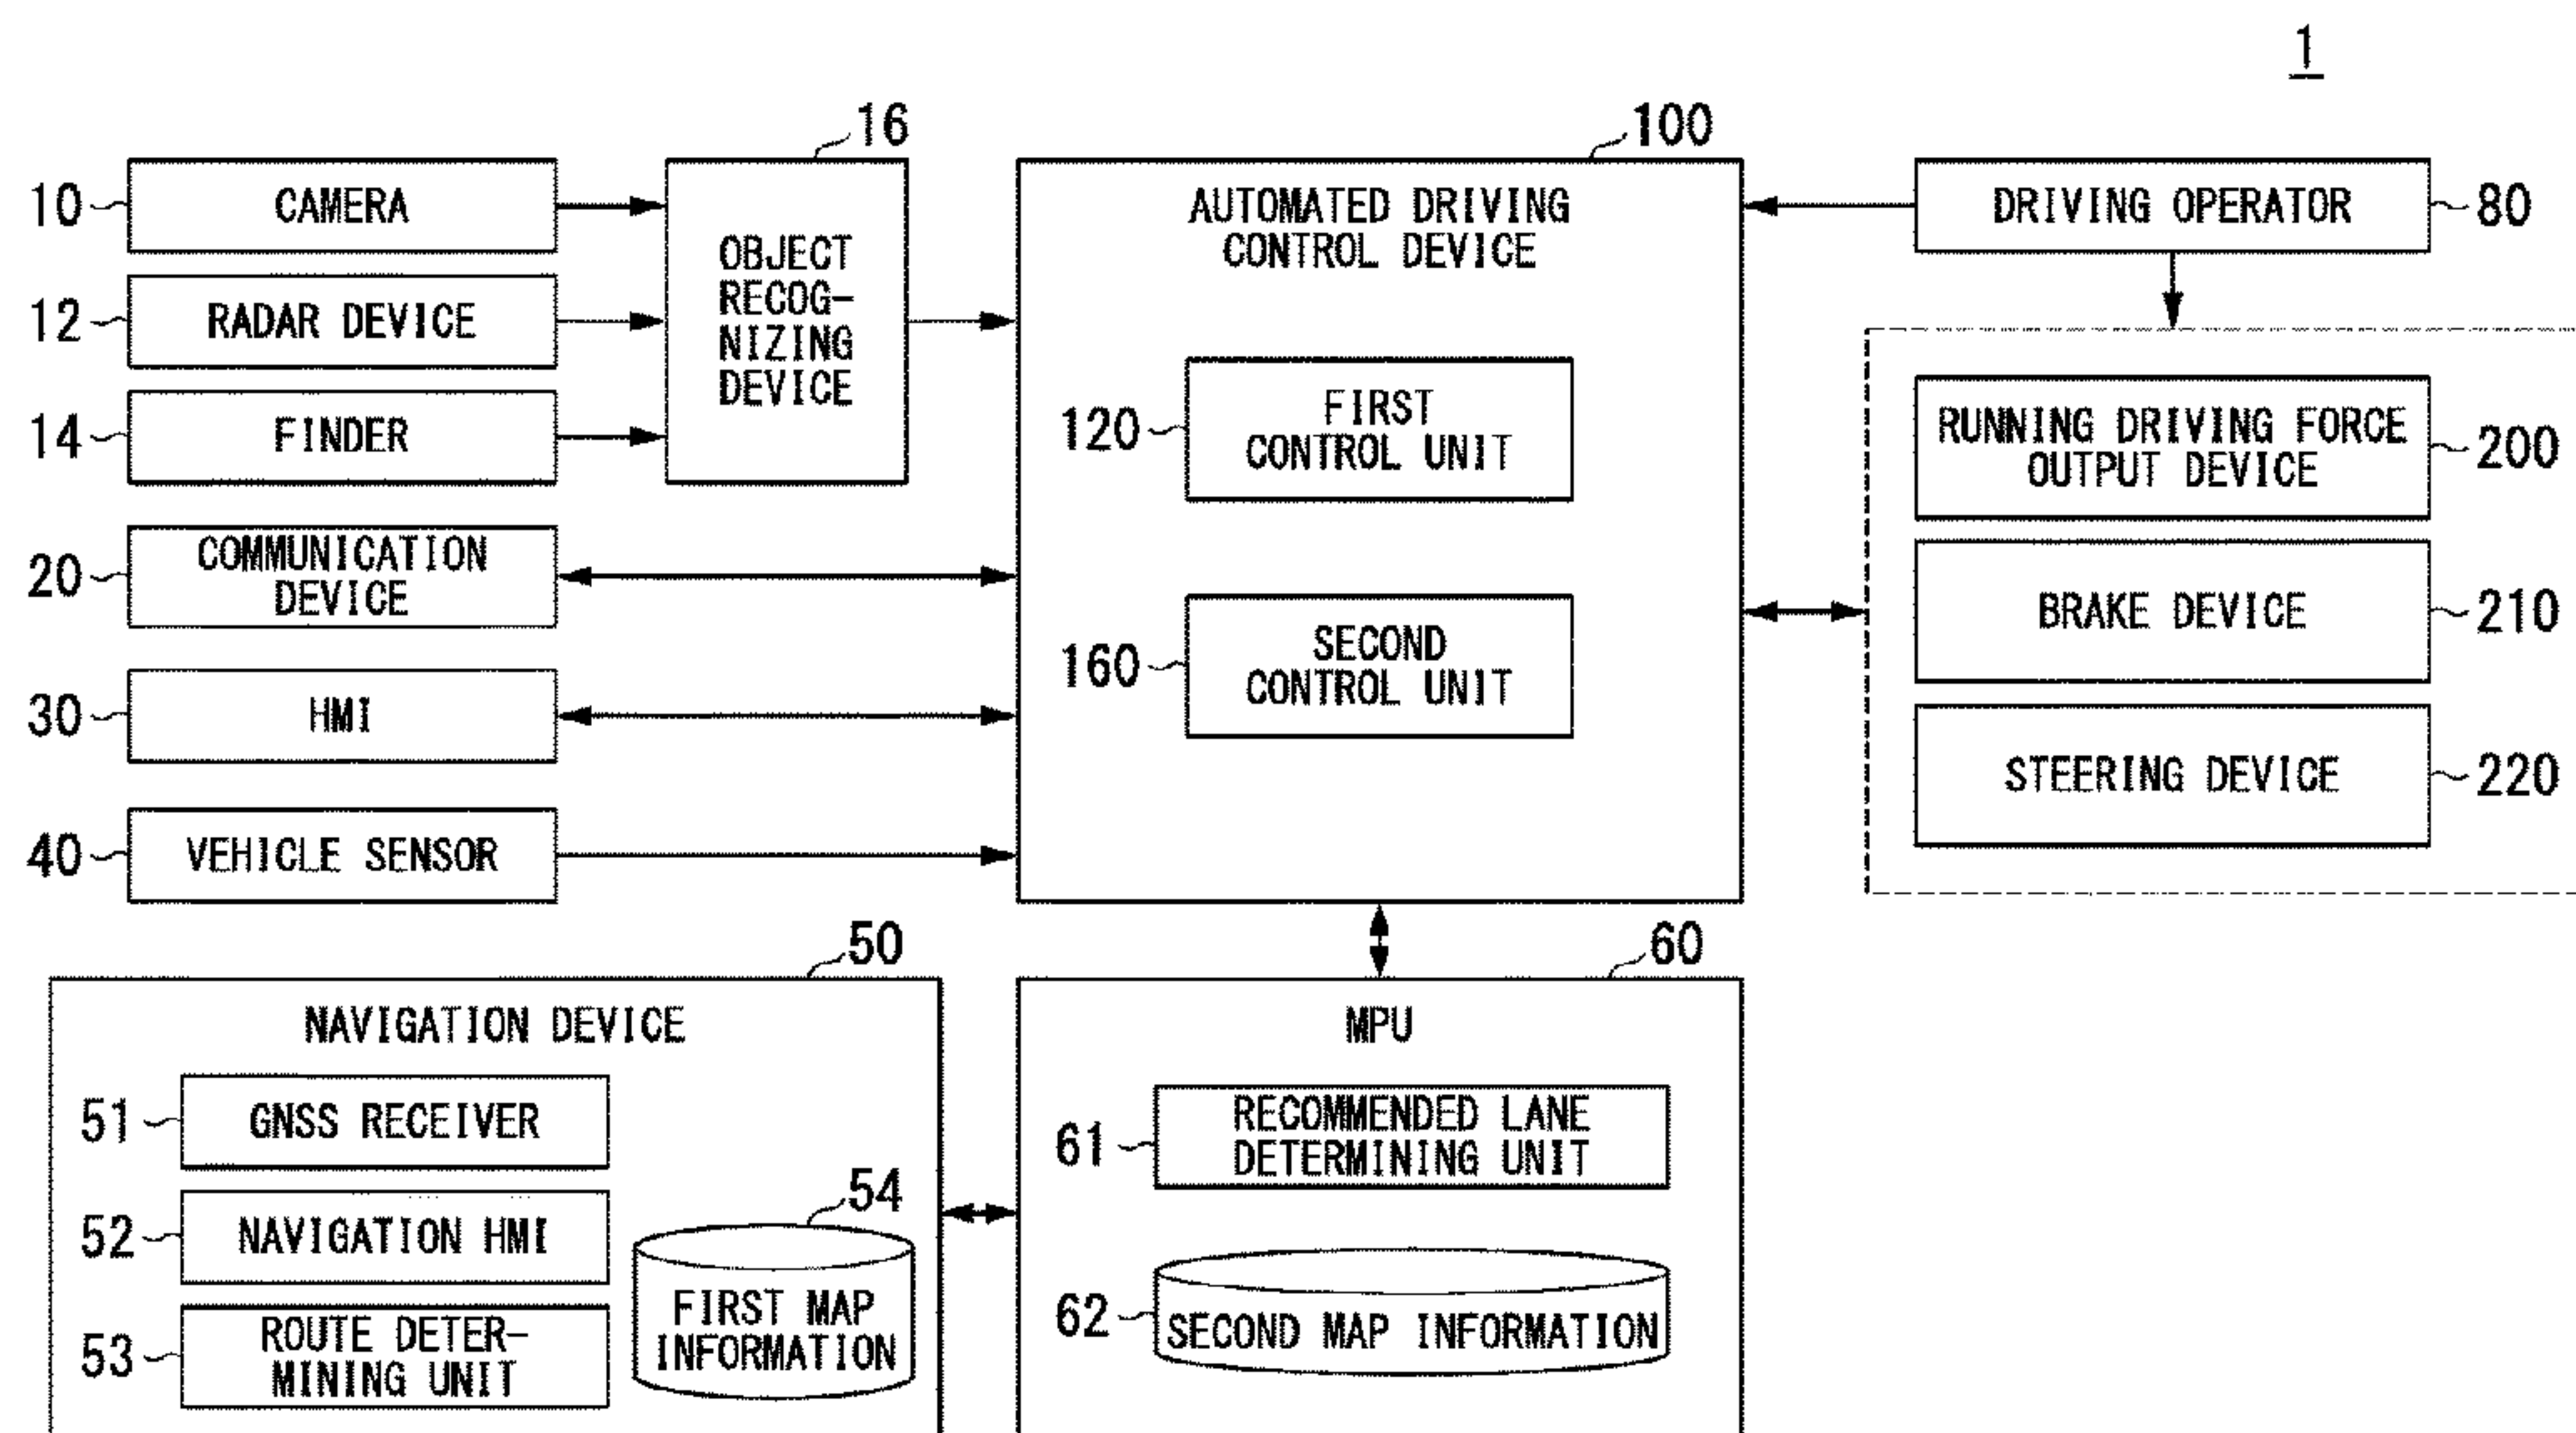 1
16
100
10
CAMERA
OBJECT
RECOG-
NIZING
DEVICE
AUTOMATED DRIVING
CONTROL DEVICE
DRIVING OPERATOR
80
12
RADAR DEVICE
14
FINDER
120
FIRST
CONTROL UNIT
RUNNING DRIVING FORCE
OUTPUT DEVICE
200
20
COMMUNICATION
DEVICE
BRAKE DEVICE
210
160
SECOND
CONTROL UNIT
30
HMI
STEERING DEVICE
220
40
VEHICLE SENSOR
50
60
NAVIGATION DEVICE
MPU
51
GNSS RECEIVER
61
RECOMMENDED LANE
DETERMINING UNIT
52
NAVIGATION HMI
54
FIRST MAP
INFORMATION
62
SECOND MAP INFORMATION
53
ROUTE DETER-
MINING UNIT